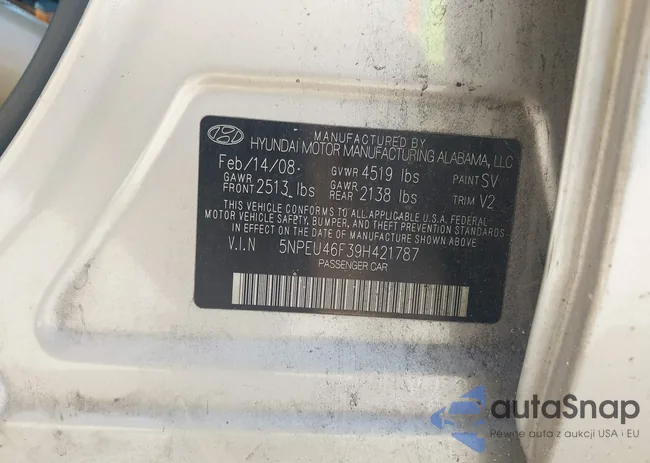 MANUFACTURED BY
HYUNDAI MOTOR MANUFACTURING ALABAMA, LLC
Feb/14/08 GVWR 4519 lbs PAINT SV
GAWR FRONT 2513 lbs GAWR REAR 2138 lbs TRIM V2
THIS VEHICLE CONFORMS TO ALL APPLICABLE U.S.A. FEDERAL
MOTOR VEHICLE SAFETY, BUMPER, AND THEFT PREVENTION
STANDARDS IN EFFECT ON THE DATE OF MANUFACTURE
SHOWN ABOVE.
V.I.N 5NPEU46F39H421787
PASSENGER CAR
autaSnap
Pewne auta z aukcji USA i EU